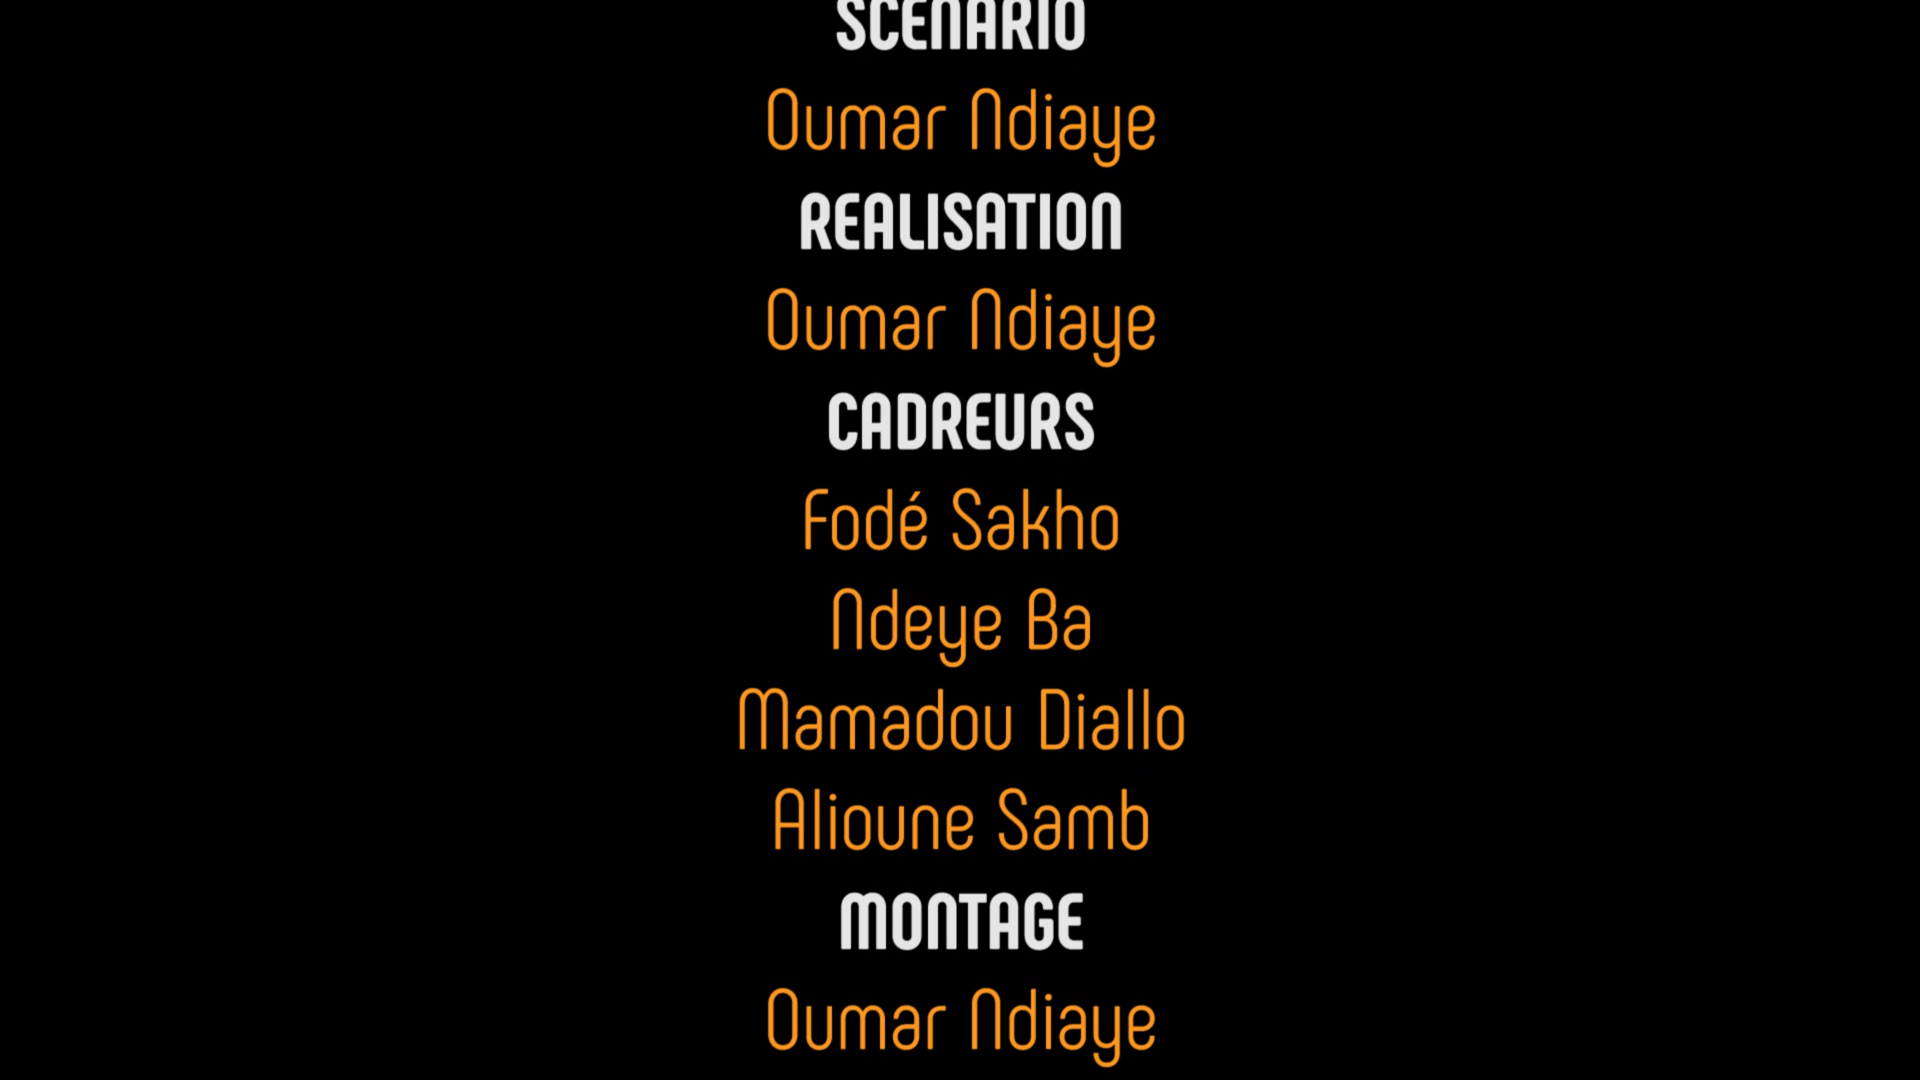 SCENARIO
Oumar Ndiaye
REALISATION
Oumar Ndiaye
CADREURS
Fodé Sakho
Ndeye Ba
Mamadou Diallo
Alioune Samb
MONTAGE
Oumar Ndiaye